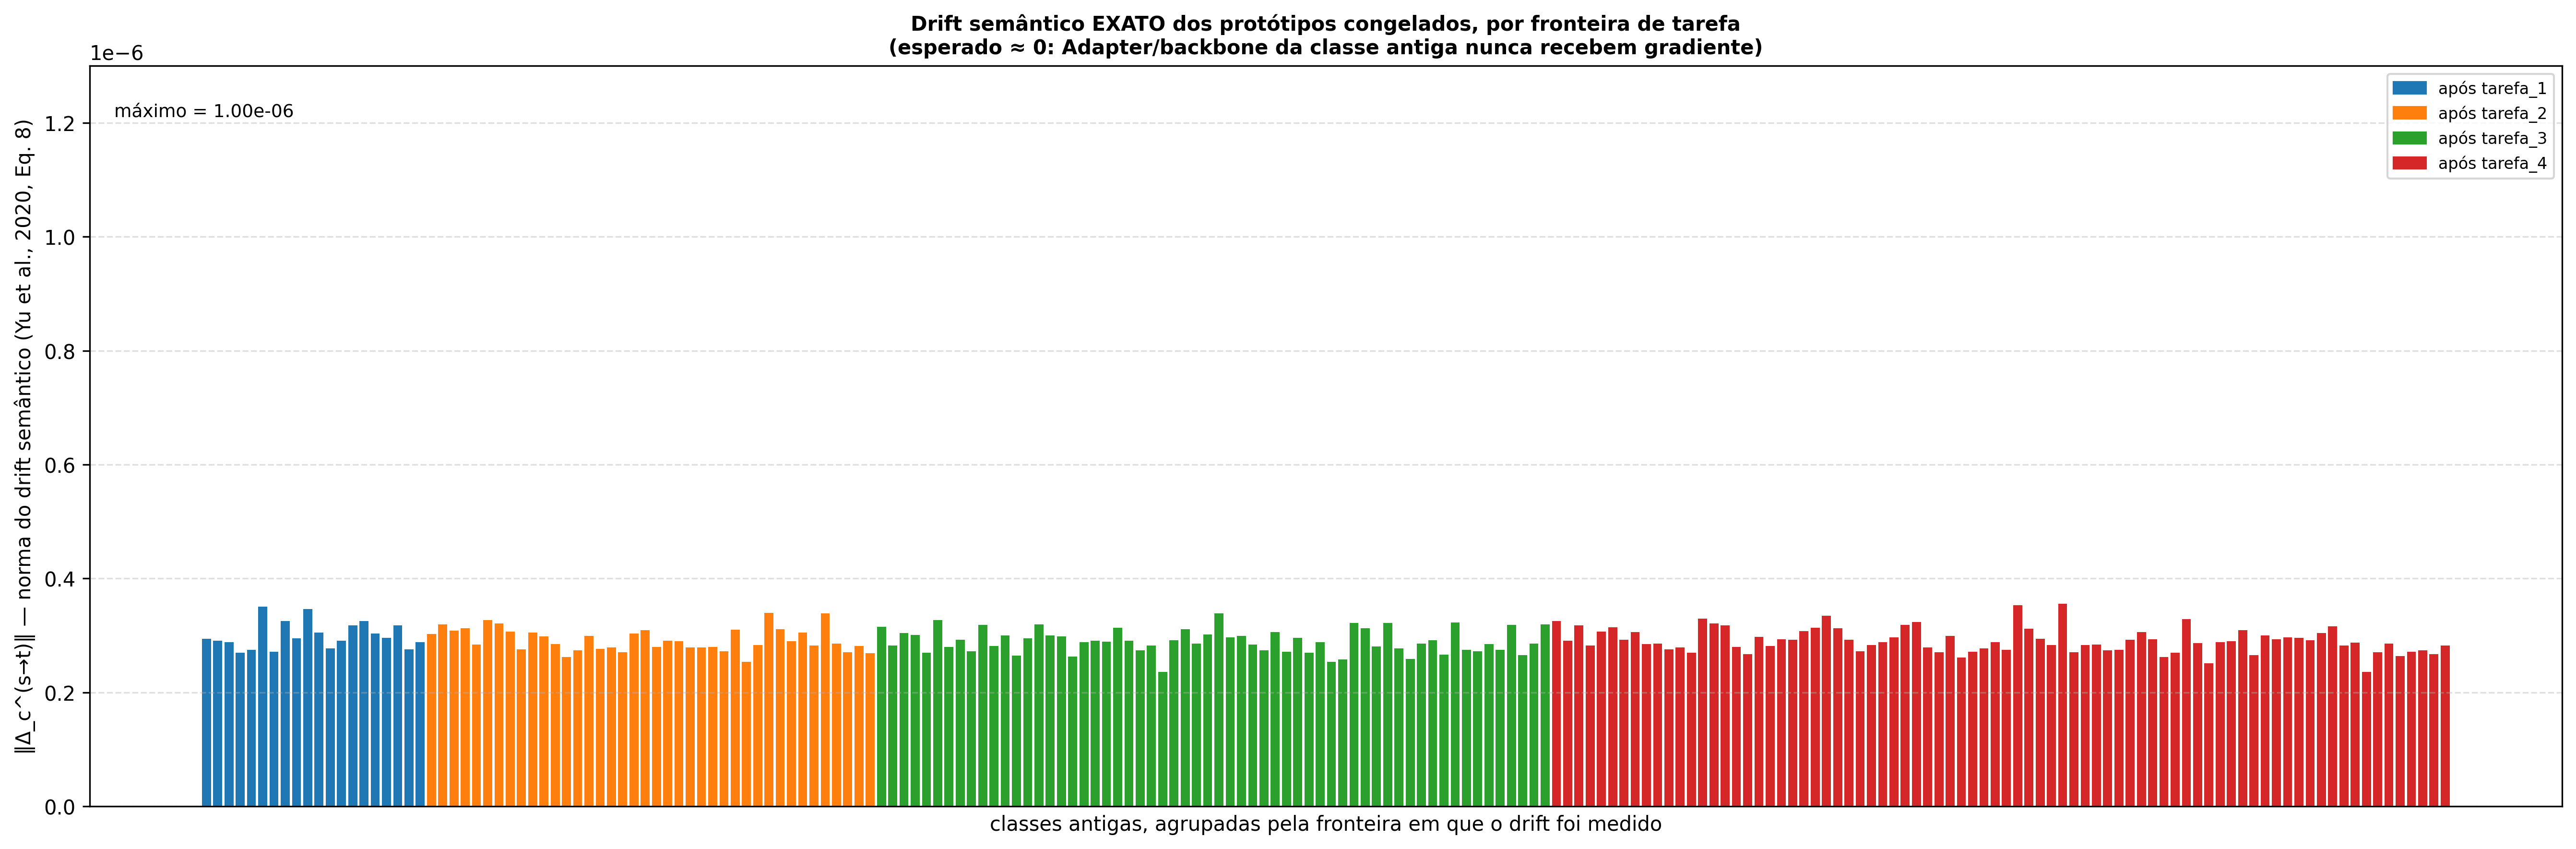 Drift semântico EXATO dos protótipos congelados, por fronteira de tarefa
(esperado ≈ 0: Adapter/backbone da classe antiga nunca recebem gradiente)
1e−6
máximo = 1.00e-06
após tarefa_1
após tarefa_2
após tarefa_3
após tarefa_4
1.2
1.0
0.8
0.6
0.4
0.2
0.0
‖Δ_c^(s→t)‖ — norma do drift semântico (Yu et al., 2020, Eq. 8)
classes antigas, agrupadas pela fronteira em que o drift foi medido